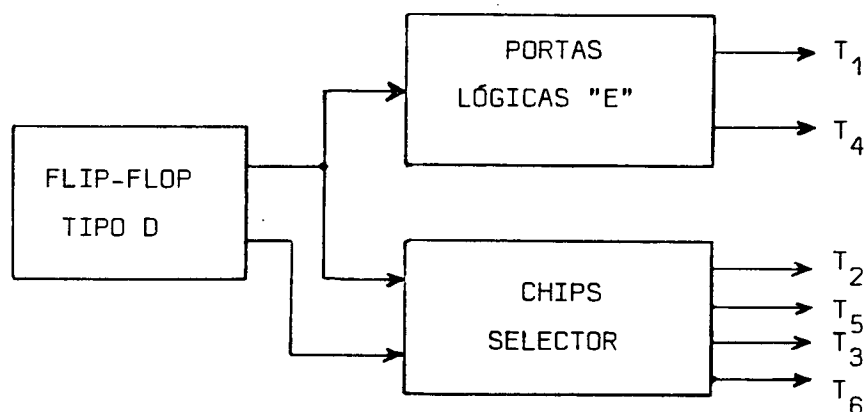 PORTAS
LÓGICAS "E"
T1
T4
FLIP-FLOP
TIPO D
CHIPS
SELECTOR
T2
T5
T3
T6